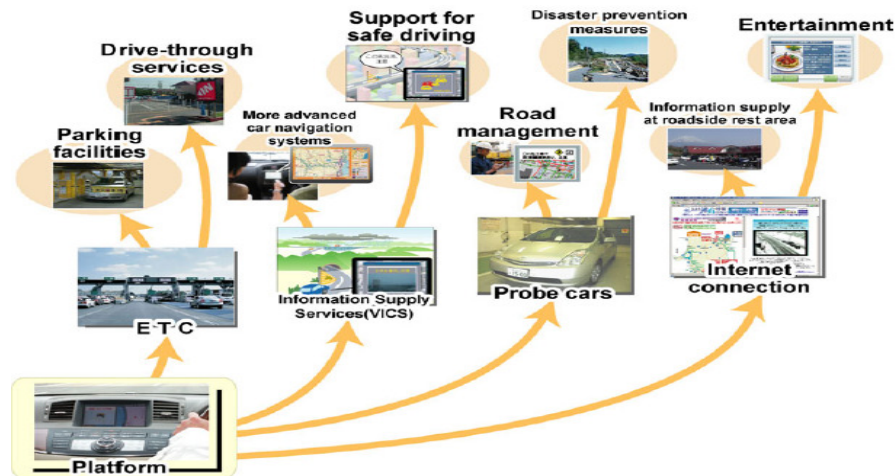 Drive-through
services
Support for
safe driving
Disaster prevention
measures
Entertainment
Parking
facilities
More advanced
car navigation
systems
Road
management
Information supply
at roadside rest area
E T C
Information Supply
Services(VICS)
Probe cars
Internet
connection
Platform